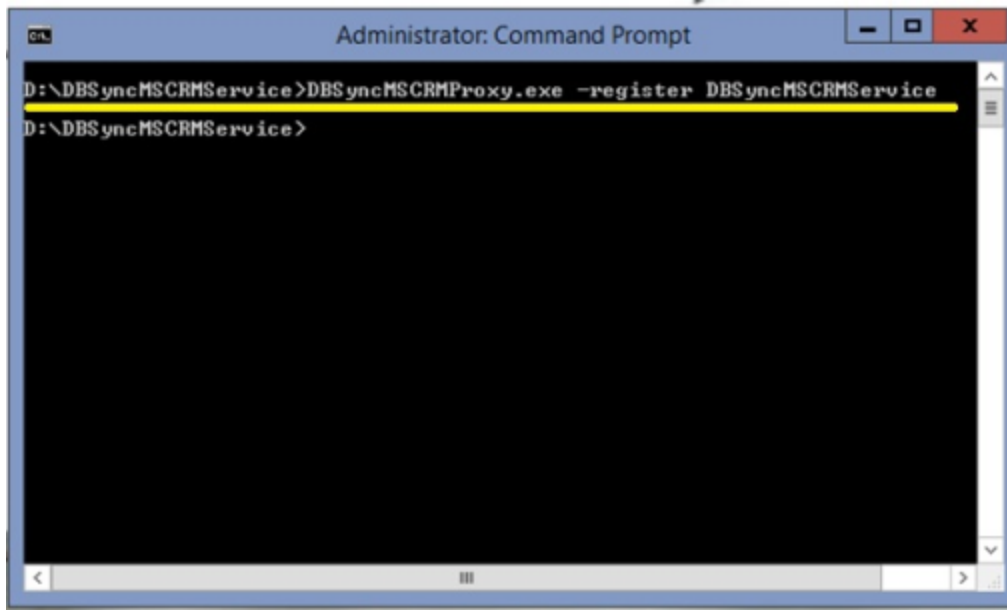 Administrator: Command Prompt
D:\DBSyncMSCRMService>DBSyncMSCRMProxy.exe -register DBSyncMSCRMService
D:\DBSyncMSCRMService>